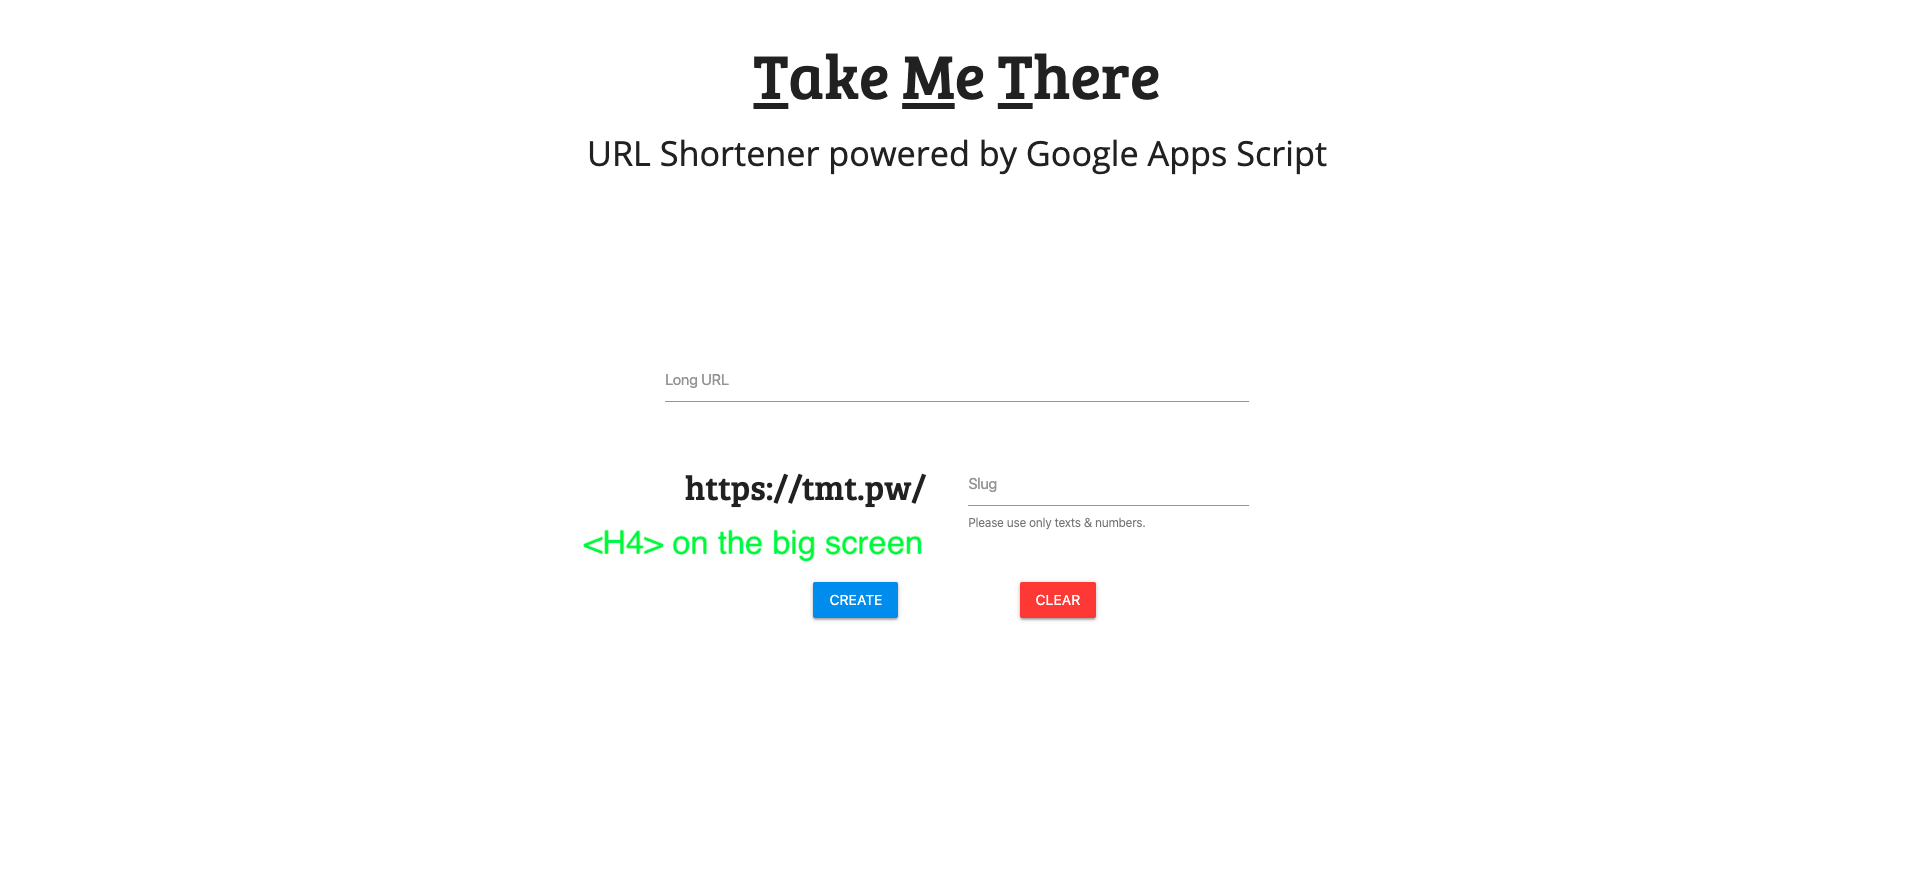 Take Me There
URL Shortener powered by Google Apps Script
Long URL
https://tmt.pw/
Slug
Please use only texts & numbers.
<H4> on the big screen
CREATE
CLEAR